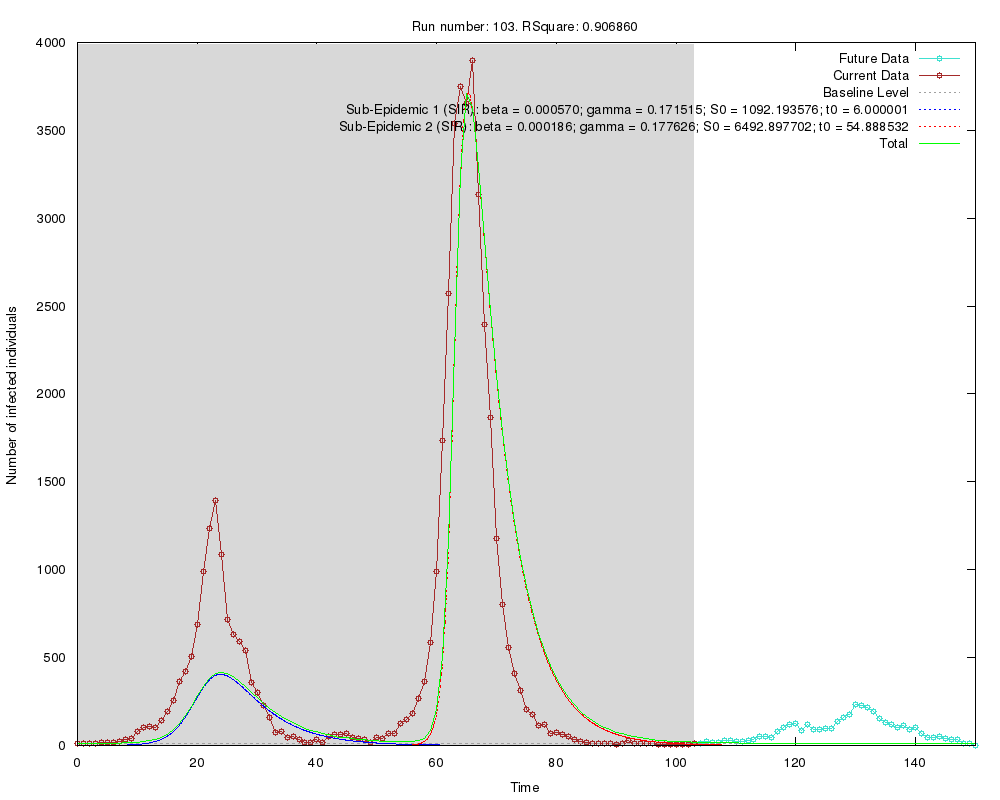 Run number: 103. RSquare: 0.906860
4000
3500
3000
2500
2000
1500
1000
500
0
Number of infected individuals
Future Data
Current Data
Baseline Level
Sub-Epidemic 1 (SIR): beta = 0.000570; gamma = 0.171515; S0 = 1092.193576; t0 = 6.000001
Sub-Epidemic 2 (SIR): beta = 0.000186; gamma = 0.177626; S0 = 6492.897702; t0 = 54.888532
Total
0 20 40 60 80 100 120 140
Time